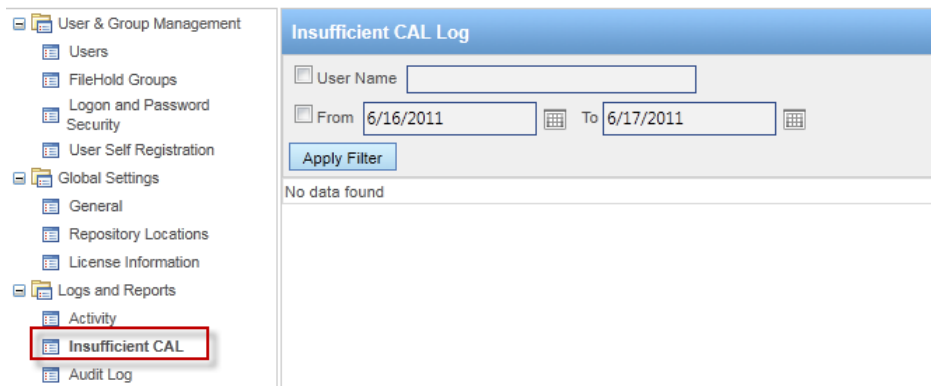 User & Group Management
Users
FileHold Groups
Logon and Password
Security
User Self Registration
Global Settings
General
Repository Locations
License Information
Logs and Reports
Activity
Insufficient CAL
Audit Log
Insufficient CAL Log
User Name
From 6/16/2011 To 6/17/2011
Apply Filter
No data found